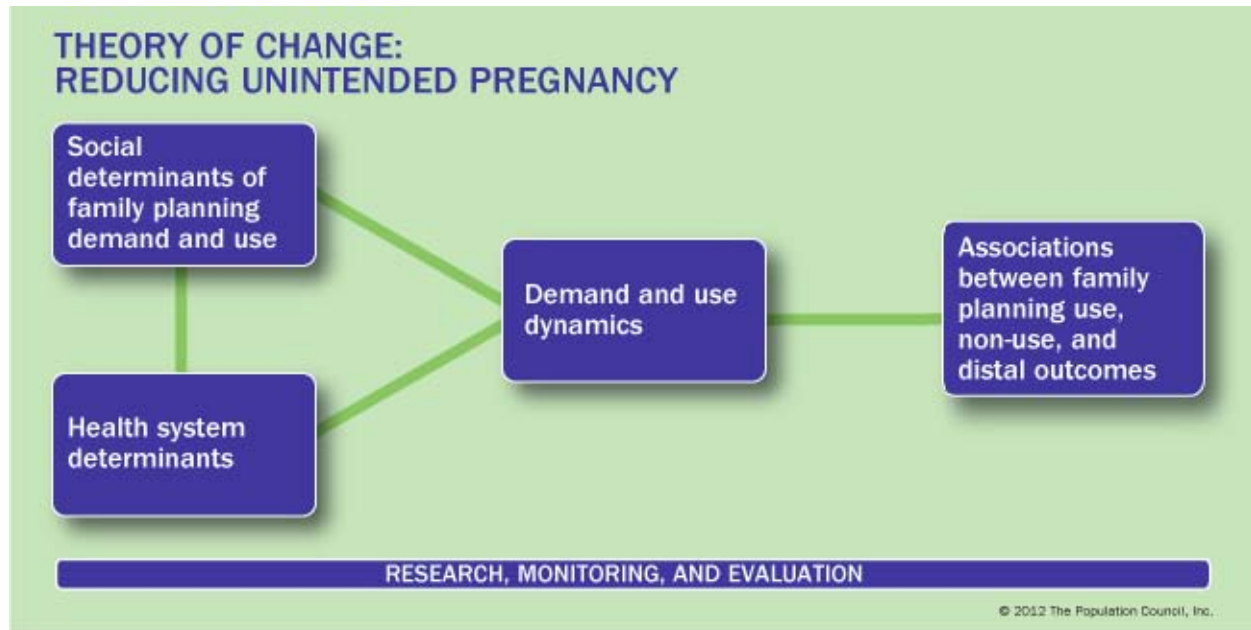 THEORY OF CHANGE:
REDUCING UNINTENDED PREGNANCY
Social
determinants of
family planning
demand and use
Health system
determinants
Demand and use
dynamics
Associations
between family
planning use,
non-use, and
distal outcomes
RESEARCH, MONITORING, AND EVALUATION
© 2012 The Population Council, Inc.